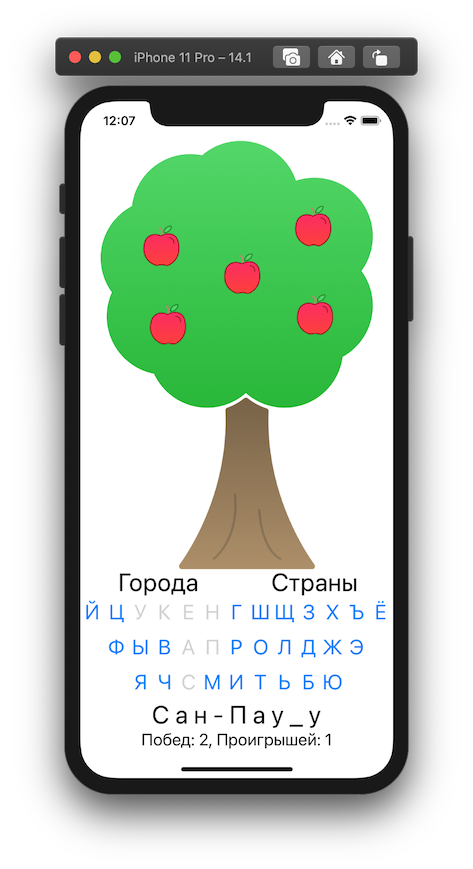 iPhone 11 Pro – 14.1
12:07
Города Страны
Й Ц У К Е Н Г Ш Щ З Х Ъ Ё
Ф Ы В А П Р О Л Д Ж Э
Я Ч С М И Т Ь Б Ю
С а н - П а у _ у
Побед: 2, Проигрышей: 1